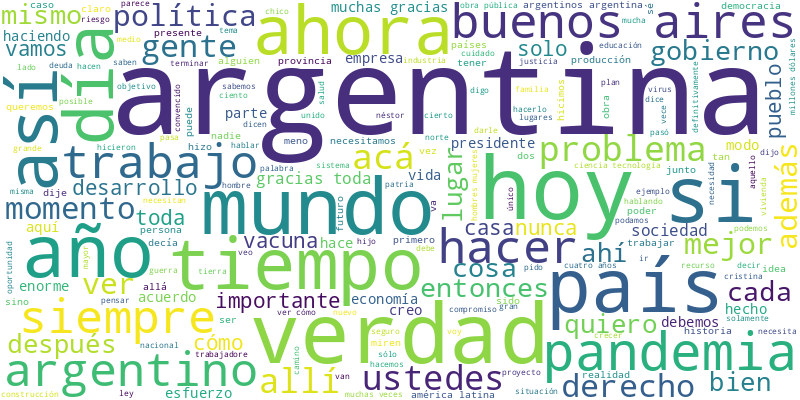 caso
parece
riesgo
claro
chico
mismo
política
ahora
muchas gracias
obra pública
argentinos argentina
democracia
mucha
se
buenos aires
haciendo
medio
presente
vamos
gente
tema
alguien
países
educación
cuidado
solo
gobierno
lado
deuda
hacen
saben
terminar
provincia
empresa
industria
tener
justicia
producción
así
día
argentina
objetivo
sabemos
ciento
convencido
salud
digo
familia
hacerlo
plan
virus
pueblo
millones dólares
queremos
posible
puede
parte
unido
néstor
cierto
lugares
hicimos
obra
dice
vece
definitivamente
grande
hicieron
pasa
hizo
nadie
dicen
necesitamos
norte
darle
presidente
problema
modo
pasó
trabajo
hablar
meno
vez
dos
tan
dijo
además
palabra
sistema
acá
lugar
ciencia tecnología
junto
aquello
misma
dije
gracias toda
vida
hoy
si
desarrollo
necesitan
hombre
patria
hombres mujeres
único
ejemplo
necesidad
vivienda
hablando
poder
momento
toda
mundo
futuro
va
podamos
podemos
aquí
persona
casa
nunca
sociedad
mejor
año
decía
vacuna
hace
hijo
primero
hacer
ahí
trabajar
mayor
guerra
tierra
veo
debe
cosa
pido
cuatro años
ir
recurso
decir
idea
oportunidad
enorme
ver
allá
tiempo
entonces
país
cristina
cada
sino
pensar
acuerdo
importante
economía
creo
sido
compromiso
gran
hecho
solamente
siempre
ser
ver cómo
nuevo
verdad
seguro
voy
quiero
debemos
historia
necesita
después
cómo
nacional
camino
sólo
miren
crecer
pandemia
argentino
trabajadore
allí
hacemos
realidad
construcción
ley
esfuerzo
van
muchas veces
ustedes
américa latina
proyecto
situación
derecho
bien